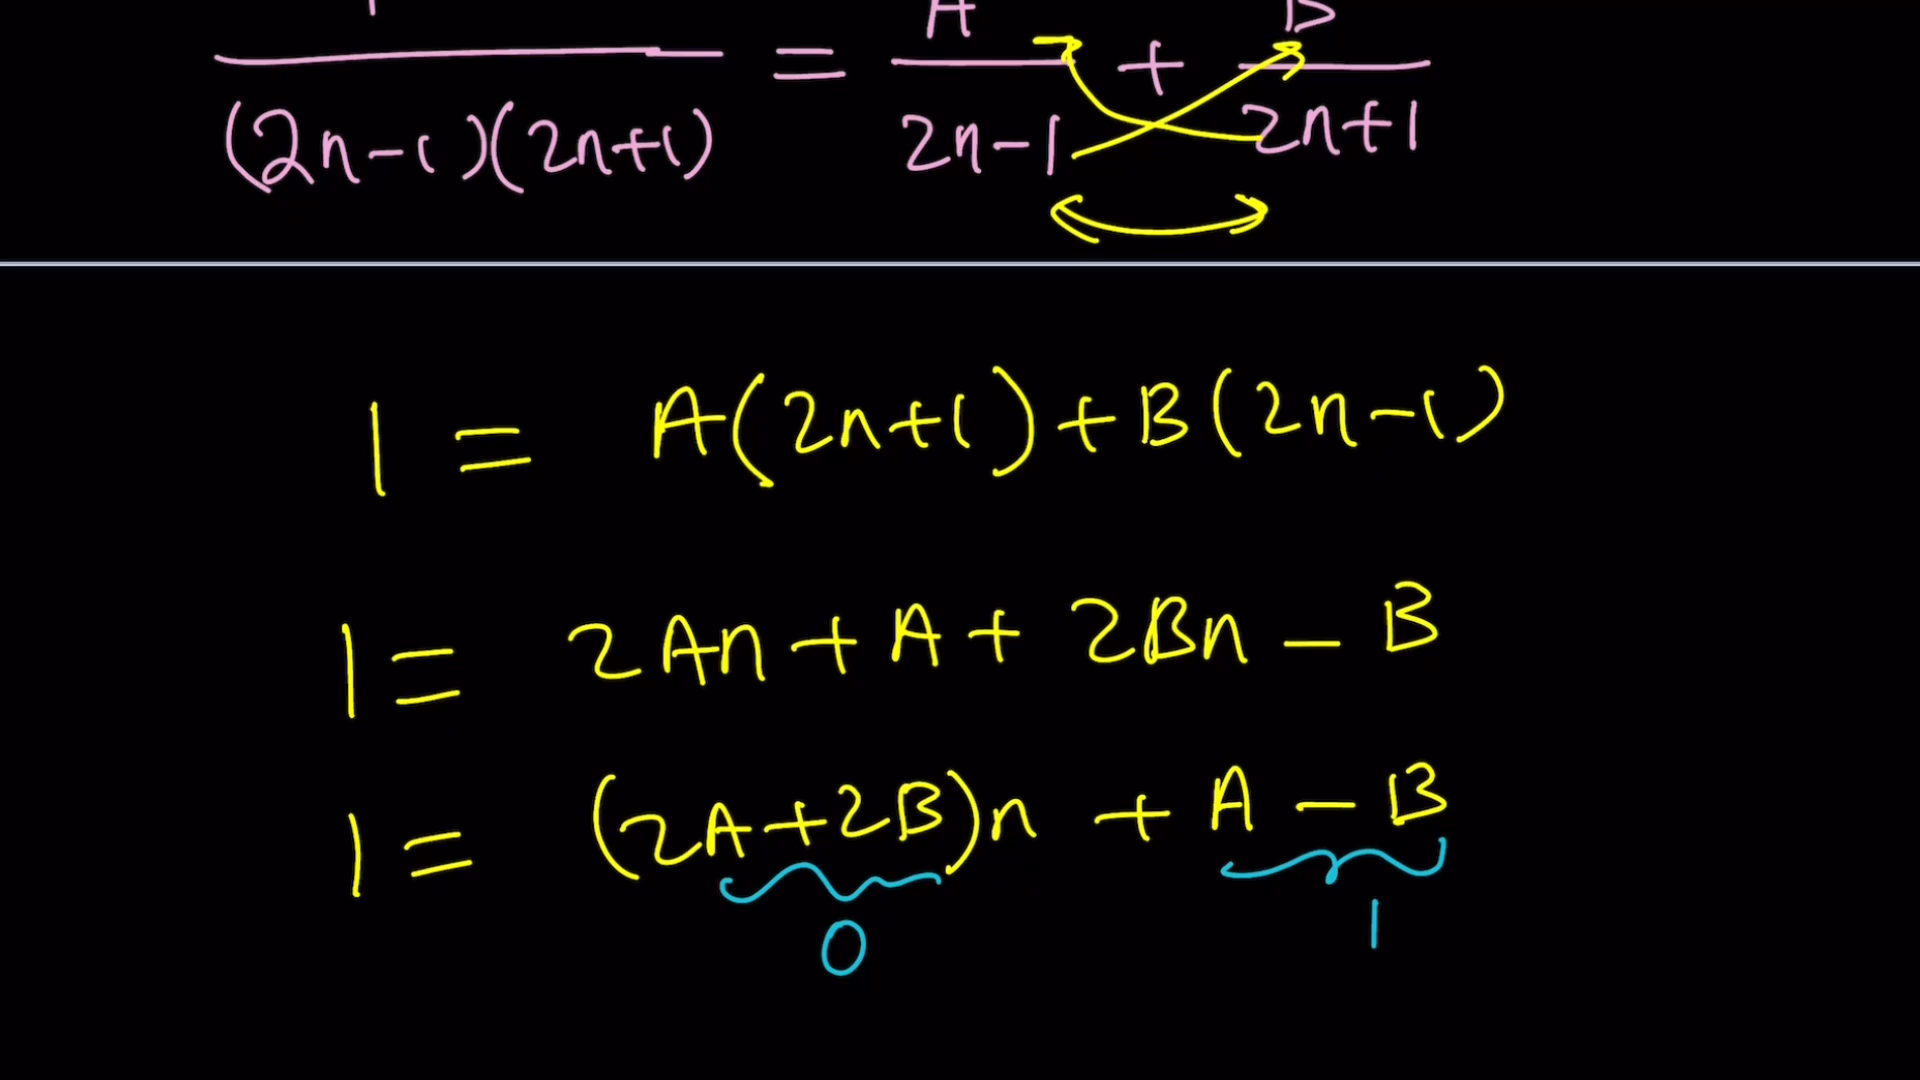 A B
= +
(2n-1)(2n+1) 2n-1 2n+1
1 = A(2n+1)+B(2n-1)
1 = 2An + A + 2Bn - B
1 = (2A+2B)n + A - B
0 1